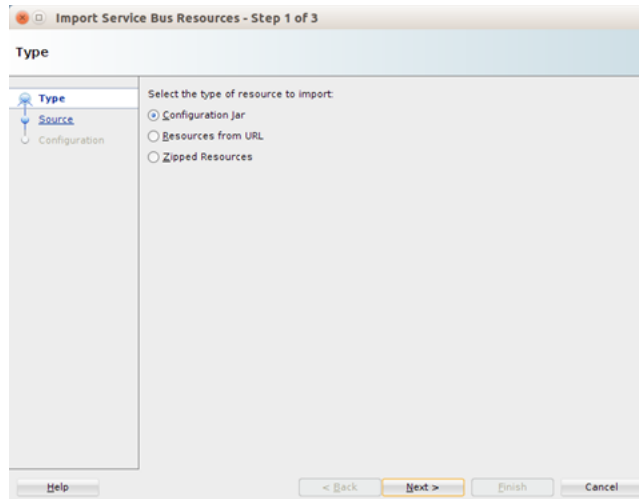 Import Service Bus Resources - Step 1 of 3
Type
Type
Source
Configuration
Select the type of resource to import:
Configuration Jar
Resources from URL
Zipped Resources
Help
< Back
Next >
Finish
Cancel